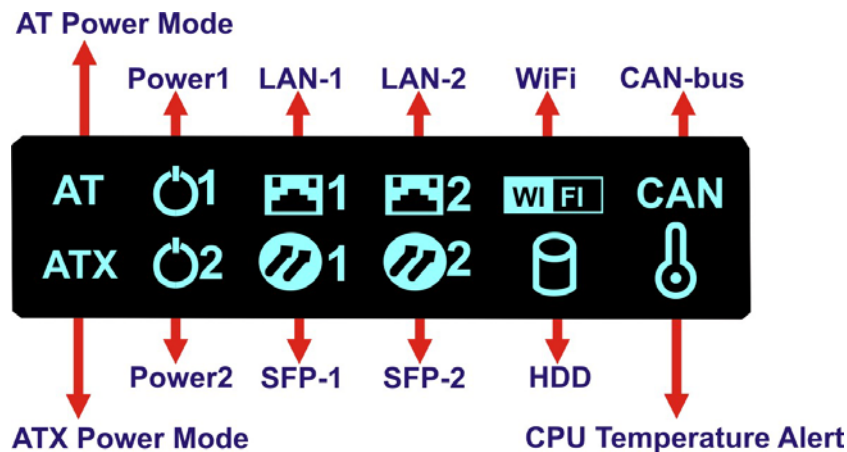 AT Power Mode
Power1 LAN-1 LAN-2 WiFi CAN-bus
AT 1 1 2 WI FI CAN
ATX 2 1 2
Power2 SFP-1 SFP-2 HDD
ATX Power Mode CPU Temperature Alert